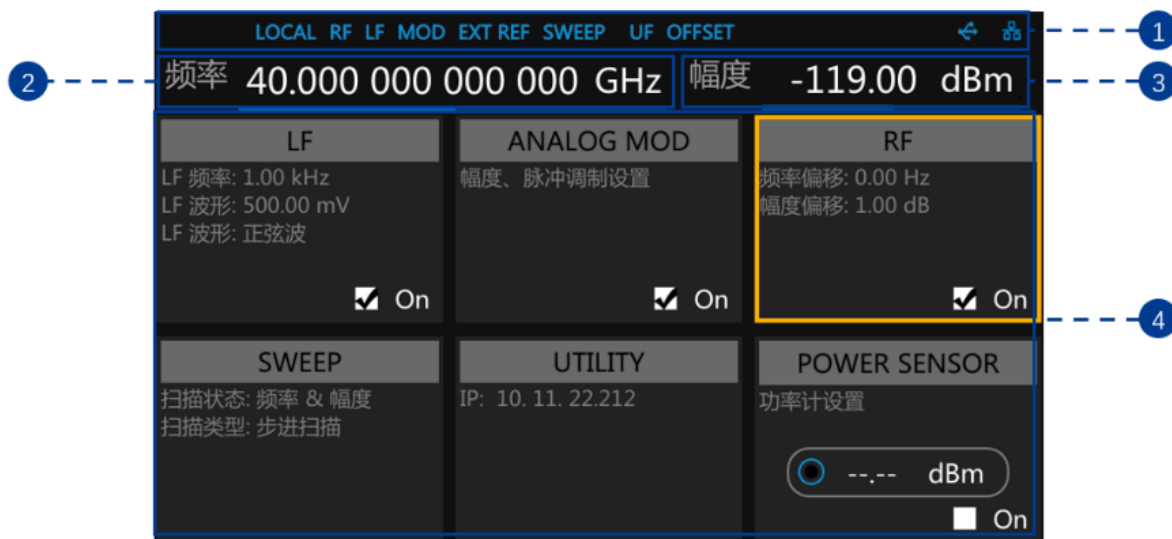 LOCAL RF LF MOD EXT REF SWEEP UF OFFSET
1
2
频率 40.000 000 000 000 GHz
幅度 -119.00 dBm
3
LF
LF 频率: 1.00 kHz
LF 波形: 500.00 mV
LF 波形: 正弦波
On
ANALOG MOD
幅度、脉冲调制设置
On
RF
频率偏移: 0.00 Hz
幅度偏移: 1.00 dB
On
4
SWEEP
扫描状态: 频率 & 幅度
扫描类型: 步进扫描
UTILITY
IP: 10. 11. 22.212
POWER SENSOR
功率计设置
--.-- dBm
On